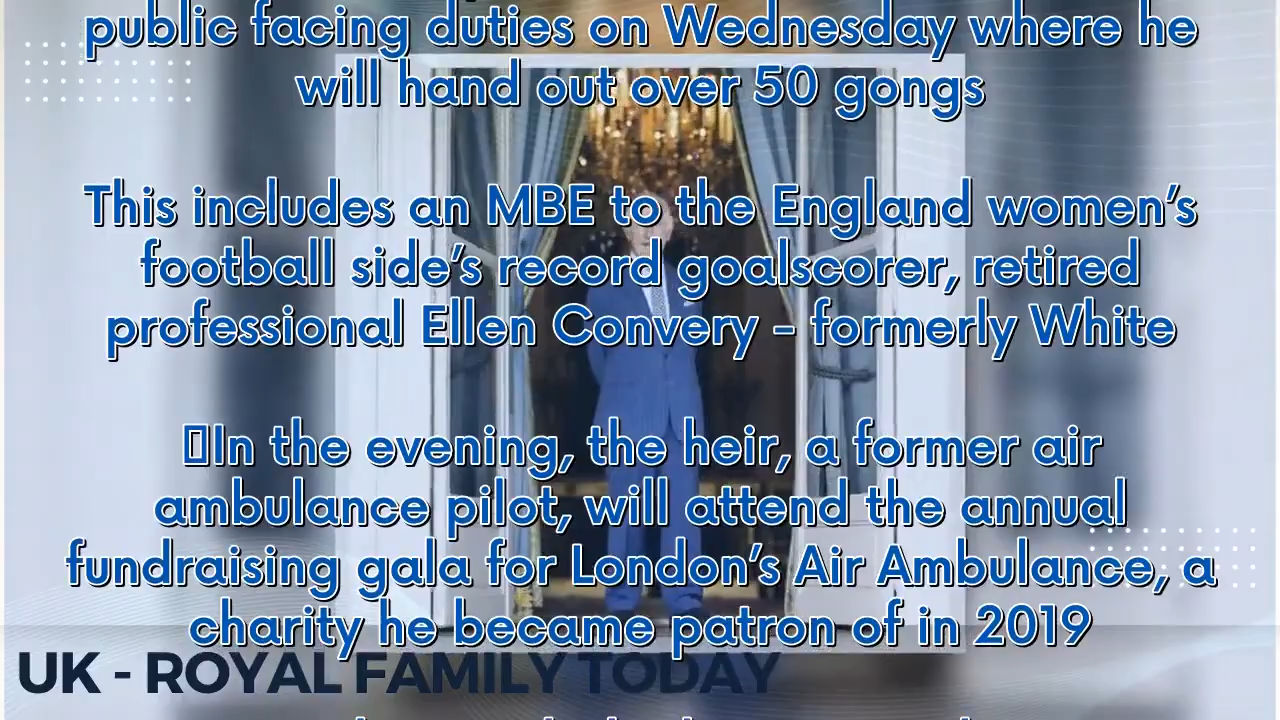 public facing duties on Wednesday where he
will hand out over 50 gongs
This includes an MBE to the England women's
football side's record goalscorer, retired
professional Ellen Convery - formerly White
In the evening, the heir, a former air
ambulance pilot, will attend the annual
fundraising gala for London's Air Ambulance, a
charity he became patron of in 2019
UK - ROYAL FAMILY TODAY